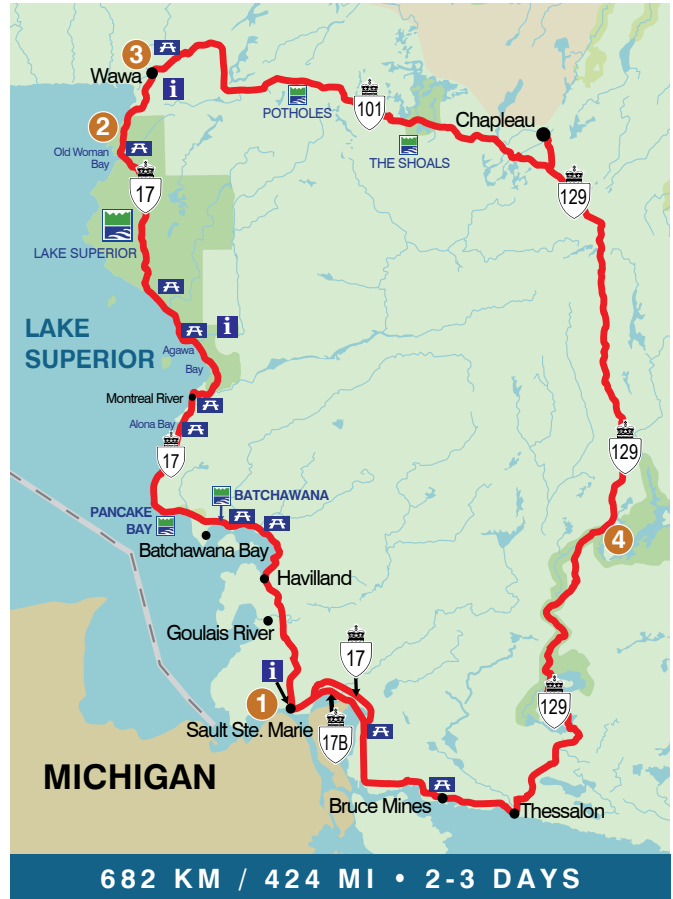 3
Wawa
i
POTHOLES
101
Chapleau
2
Old Woman
Bay
THE SHOALS
17
129
LAKE SUPERIOR
LAKE
SUPERIOR
i
Agawa
Bay
Montreal River
Alona Bay
17
129
BATCHAWANA
PANCAKE
BAY
Batchawana Bay
4
Havilland
Goulais River
17
i
1
Sault Ste. Marie
17B
129
MICHIGAN
Bruce Mines
Thessalon
682 KM / 424 MI • 2-3 DAYS